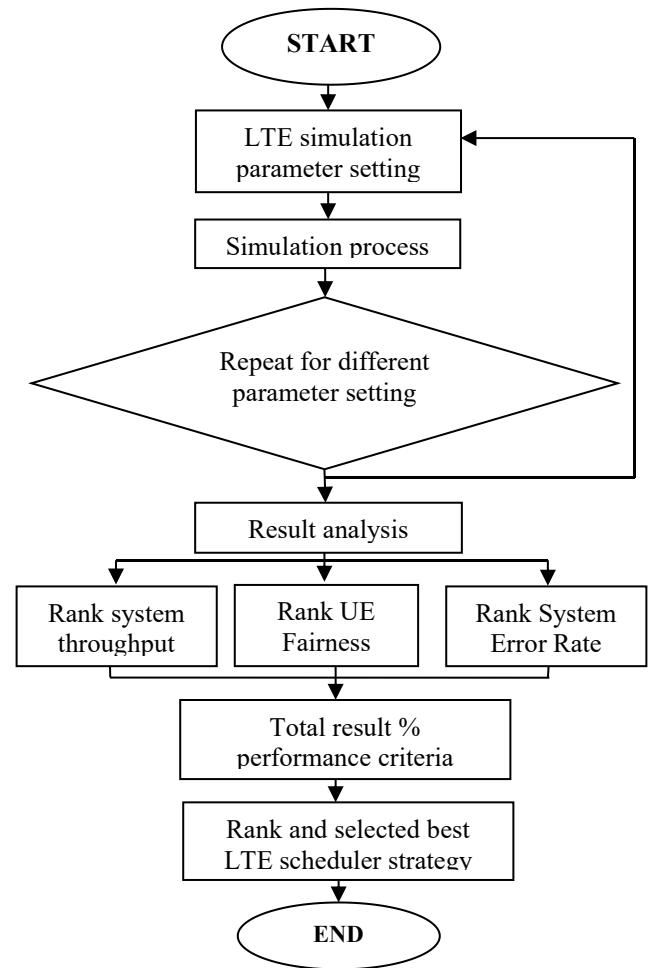 START
LTE simulation
parameter setting
Simulation process
Repeat for different
parameter setting
Result analysis
Rank system
throughput
Rank UE
Fairness
Rank System
Error Rate
Total result %
performance criteria
Rank and selected best
LTE scheduler strategy
END